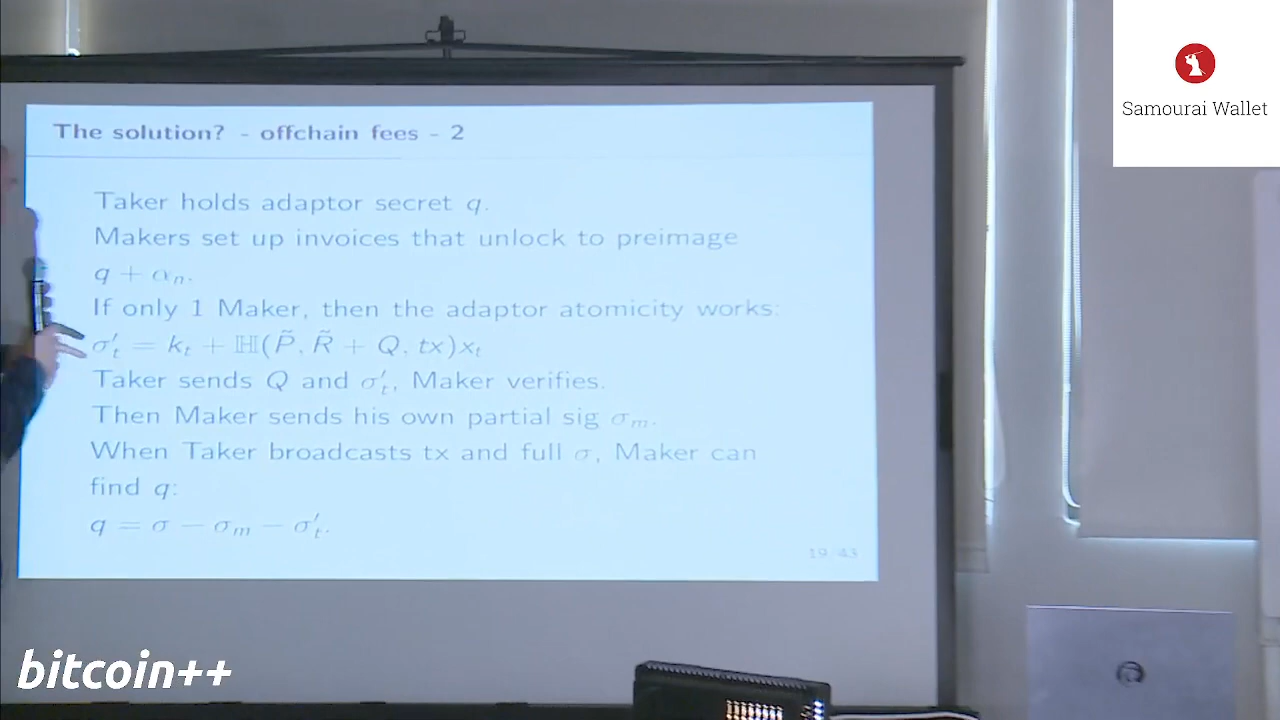 The solution? - offchain fees - 2
Taker holds adaptor secret q.
Makers set up invoices that unlock to preimage
q + αₙ.
If only 1 Maker, then the adaptor atomicity works:
σ′ₜ = kₜ + ℍ(P̃, R̃ + Q, tx)xₜ
Taker sends Q and σ′ₜ, Maker verifies.
Then Maker sends his own partial sig σₘ.
When Taker broadcasts tx and full σ, Maker can
find q:
q = σ − σₘ − σ′ₜ.
19/43
Samourai Wallet
bitcoin++